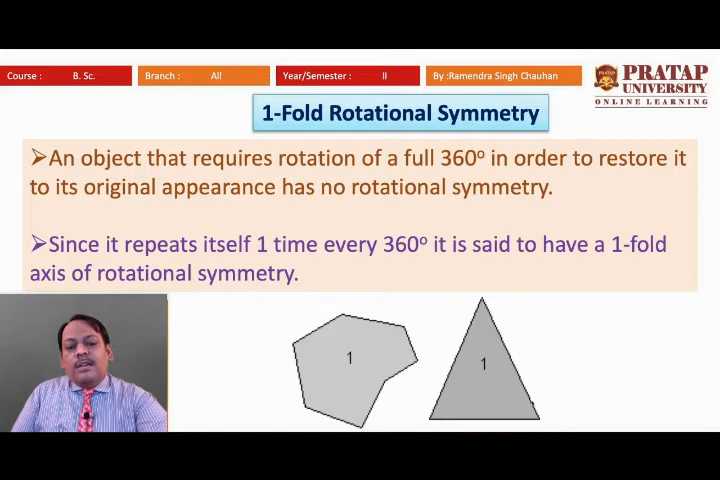 Course : B. Sc. Branch : All Year/Semester : II By :Ramendra Singh Chauhan
PRATAP
PRATAP
UNIVERSITY
ONLINE LEARNING
1-Fold Rotational Symmetry
➢An object that requires rotation of a full 360º in order to restore it
to its original appearance has no rotational symmetry.
➢Since it repeats itself 1 time every 360º it is said to have a 1-fold
axis of rotational symmetry.
1 1